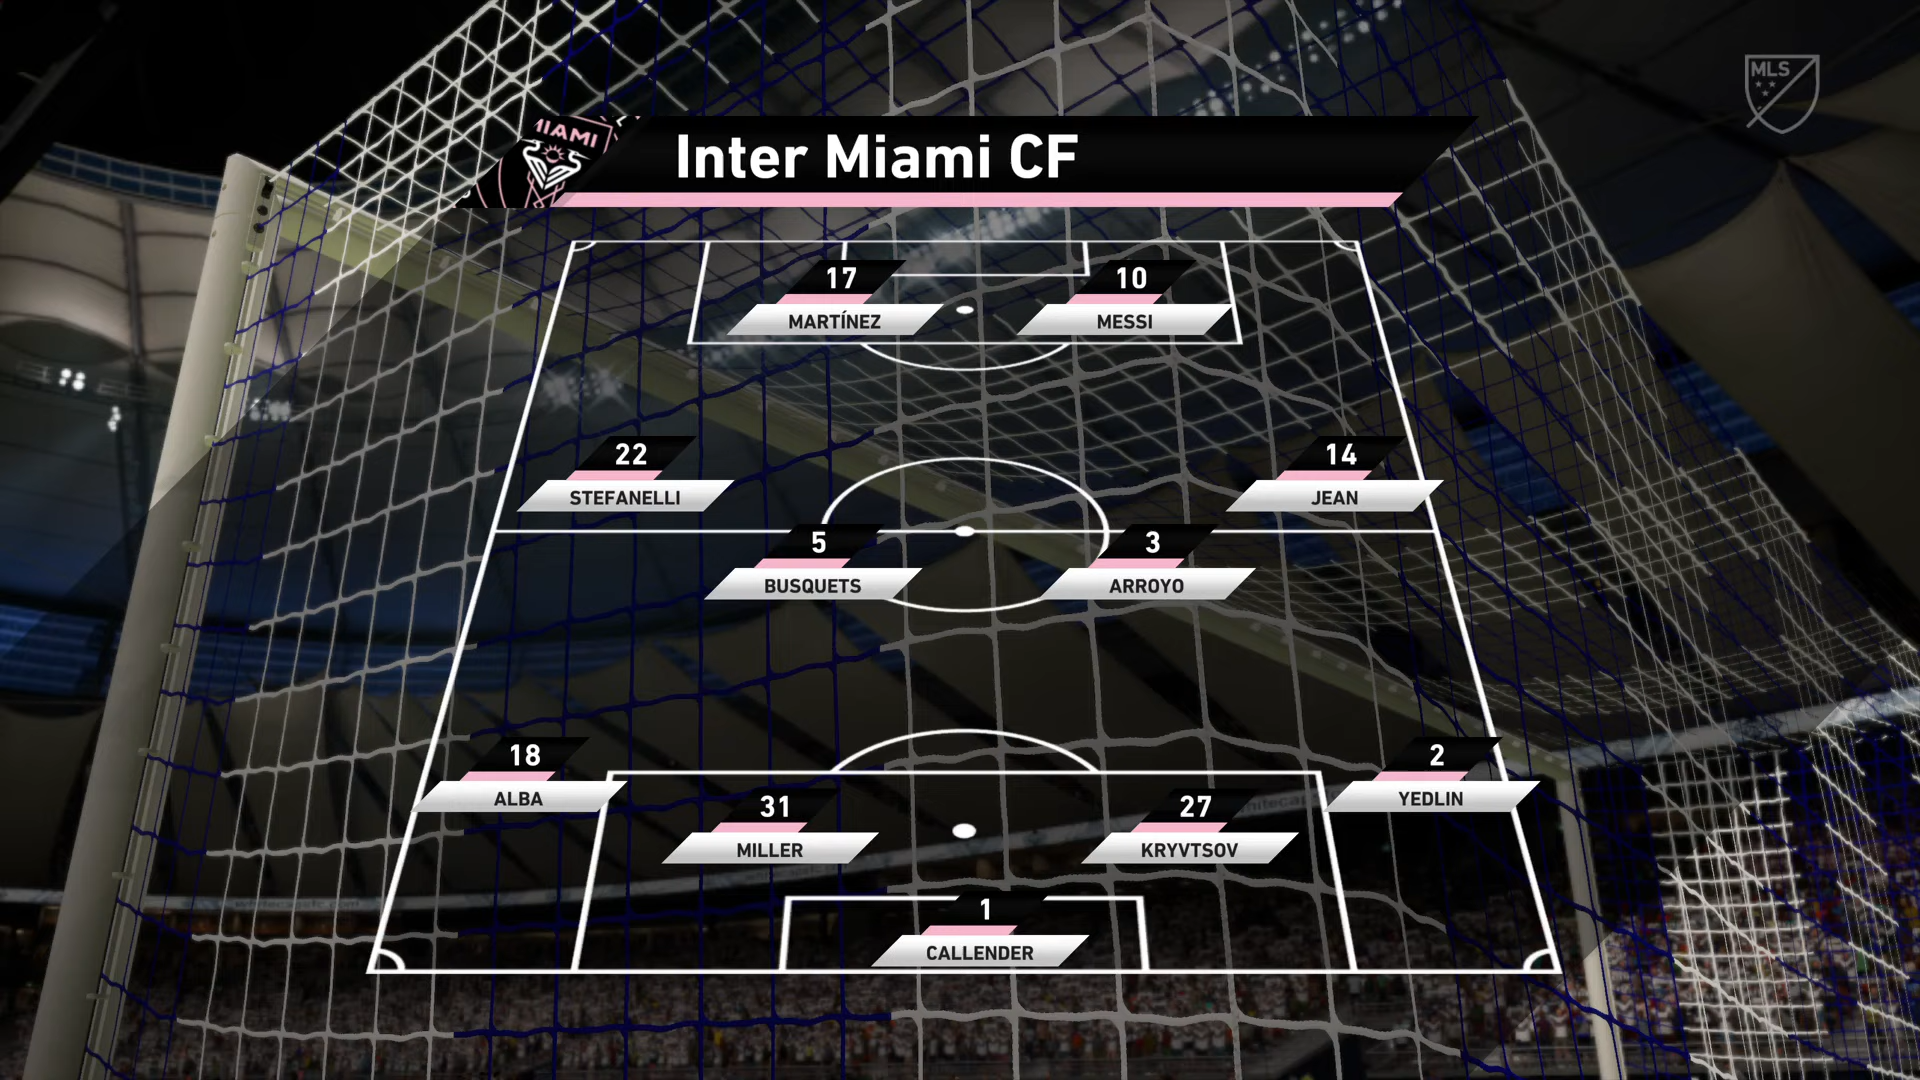 MLS
MIAMI
Inter Miami CF
17
MARTÍNEZ
10
MESSI
22
STEFANELLI
14
JEAN
5
BUSQUETS
3
ARROYO
18
ALBA
2
YEDLIN
31
MILLER
27
KRYVTSOV
1
CALLENDER